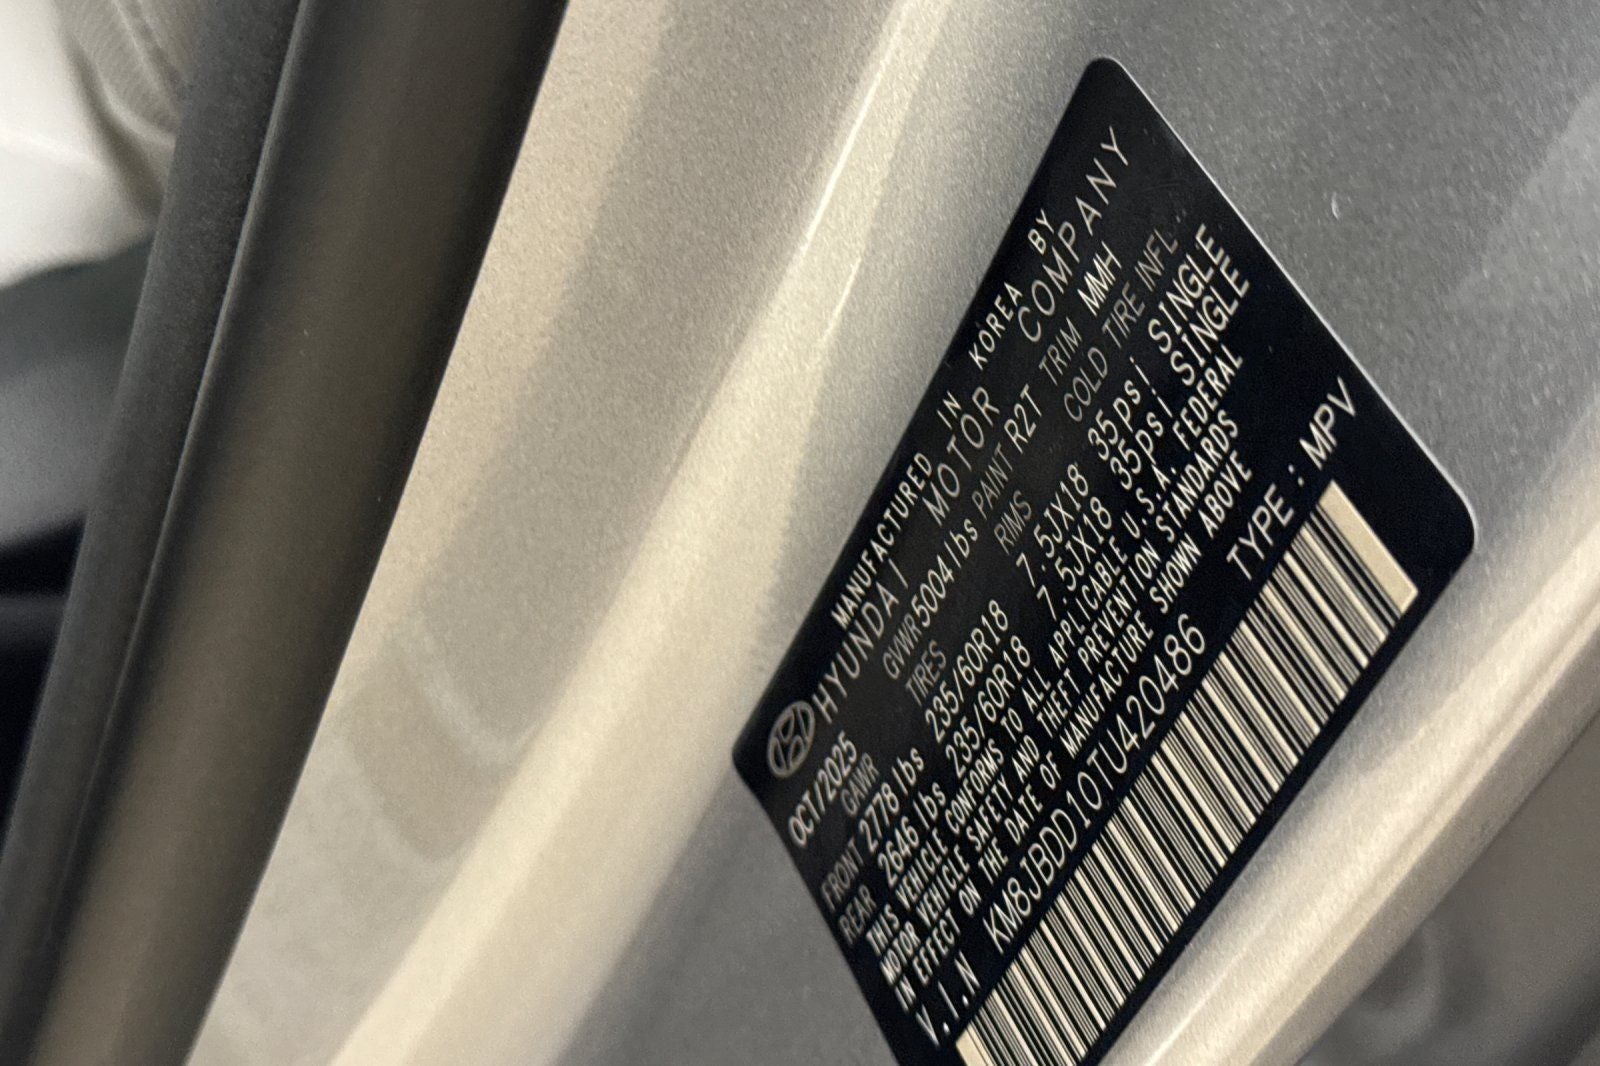 MANUFACTURED IN KOREA BY
HYUNDAI MOTOR COMPANY
OCT/2025 GVWR 5004lbs PAINT R2T TRIM MMH
GAWR TIRES RIMS COLD TIRE INFL.
FRONT 2778 lbs 235/60R18 7.5JX18 35psi SINGLE
REAR 2646 lbs 235/60R18 7.5JX18 35psi SINGLE
THIS VEHICLE CONFORMS TO ALL APPLICABLE U.S.A. FEDERAL
MOTOR VEHICLE SAFETY AND THEFT PREVENTION STANDARDS
IN EFFECT ON THE DATE OF MANUFACTURE SHOWN ABOVE
V.I.N KM8JBDD10TU420486 TYPE : MPV